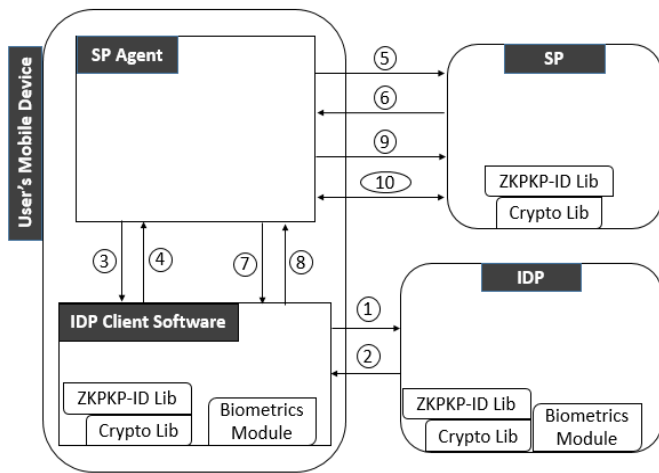 User's Mobile Device
SP Agent
5
6
9
10
SP
ZKPKP-ID Lib
Crypto Lib
3
4
7
8
IDP Client Software
ZKPKP-ID Lib
Crypto Lib
Biometrics
Module
1
2
IDP
ZKPKP-ID Lib
Crypto Lib
Biometrics
Module